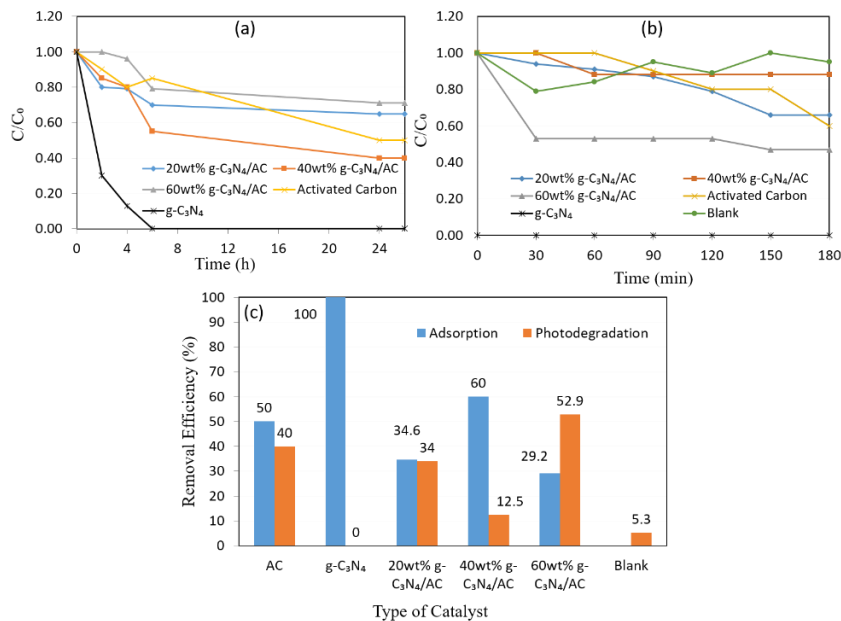 (a)
C/C₀
1.20
1.00
0.80
0.60
0.40
0.20
0.00
0 4 8 12 16 20 24
Time (h)
20wt% g-C₃N₄/AC 40wt% g-C₃N₄/AC
60wt% g-C₃N₄/AC Activated Carbon
g-C₃N₄
(b)
C/C₀
1.20
1.00
0.80
0.60
0.40
0.20
0.00
0 30 60 90 120 150 180
Time (min)
20wt% g-C₃N₄/AC 40wt% g-C₃N₄/AC
60wt% g-C₃N₄/AC Activated Carbon
g-C₃N₄ Blank
(c)
Removal Efficiency (%)
100
90
80
70
60
50
40
30
20
10
0
Adsorption Photodegradation
50
40
100
0
34.6
34
60
12.5
29.2
52.9
5.3
AC g-C₃N₄ 20wt% g- 40wt% g- 60wt% g- Blank
C₃N₄/AC C₃N₄/AC C₃N₄/AC
Type of Catalyst